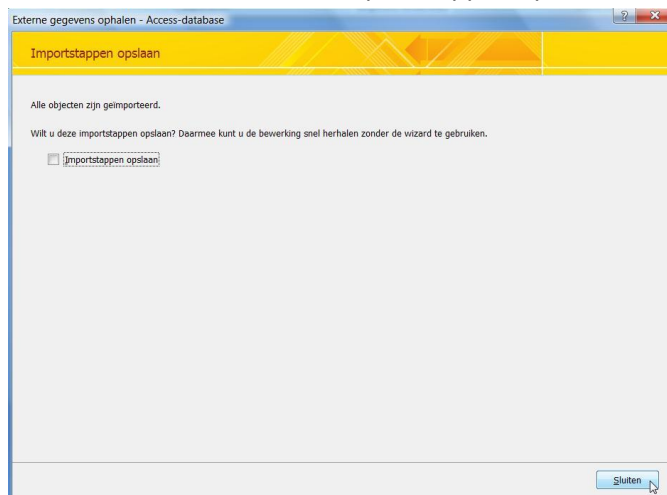 Externe gegevens ophalen - Access-database
Importstappen opslaan
Alle objecten zijn geïmporteerd.
Wilt u deze importstappen opslaan? Daarmee kunt u de bewerking snel herhalen zonder de wizard te gebruiken.
Importstappen opslaan
Sluiten